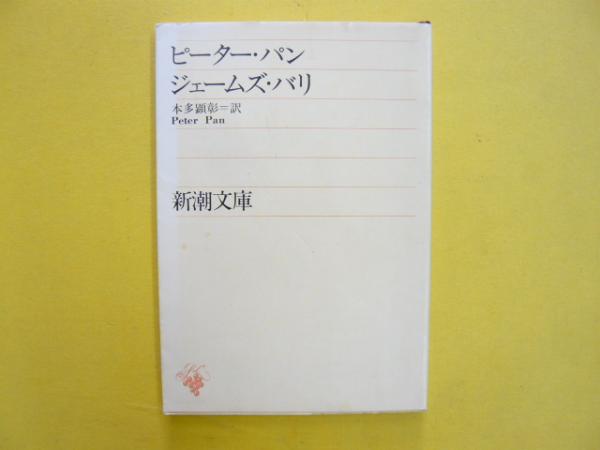 ピーター・パン
ジェームズ・バリ
本多顕彰=訳
Peter Pan
新潮文庫